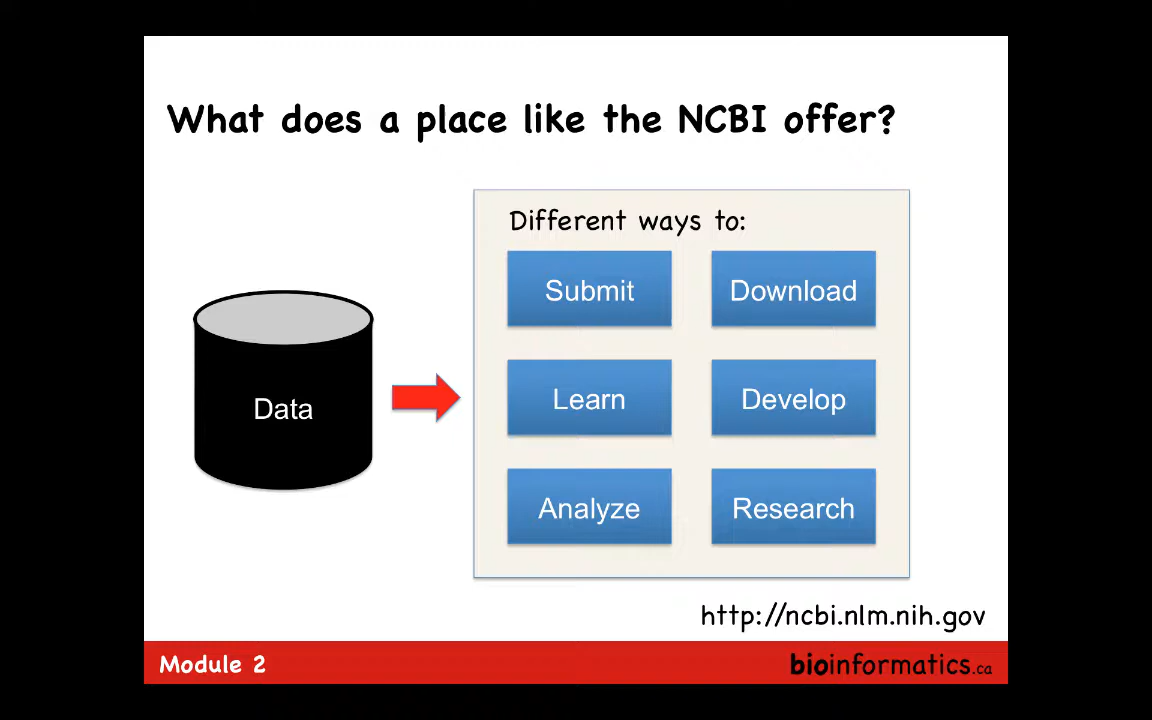 What does a place like the NCBI offer?
Different ways to:
Submit
Download
Data
Learn
Develop
Analyze
Research
http://ncbi.nlm.nih.gov
Module 2
bioinformatics.ca